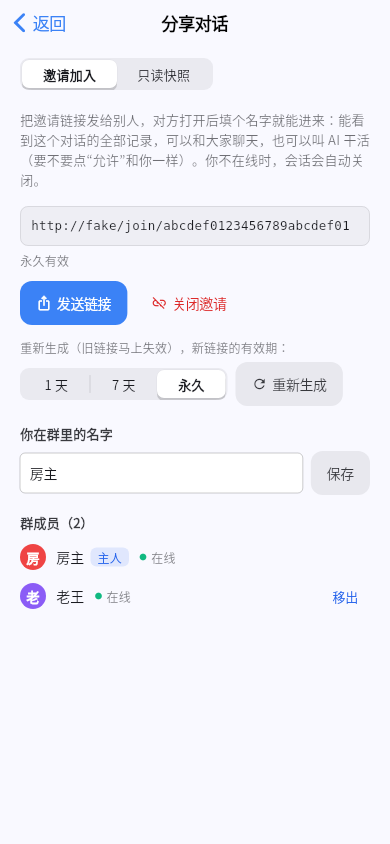 返回
分享对话
邀请加入
只读快照
把邀请链接发给别人，对方打开后填个名字就能进来：能看
到这个对话的全部记录，可以和大家聊天，也可以叫 AI 干活
（要不要点“允许”和你一样）。你不在线时，会话会自动关
闭。
http://fake/join/abcdef0123456789abcdef01
永久有效
发送链接
关闭邀请
重新生成（旧链接马上失效），新链接的有效期：
1 天
7 天
永久
重新生成
你在群里的名字
房主
保存
群成员（2）
房
房主
主人
在线
老
老王
在线
移出